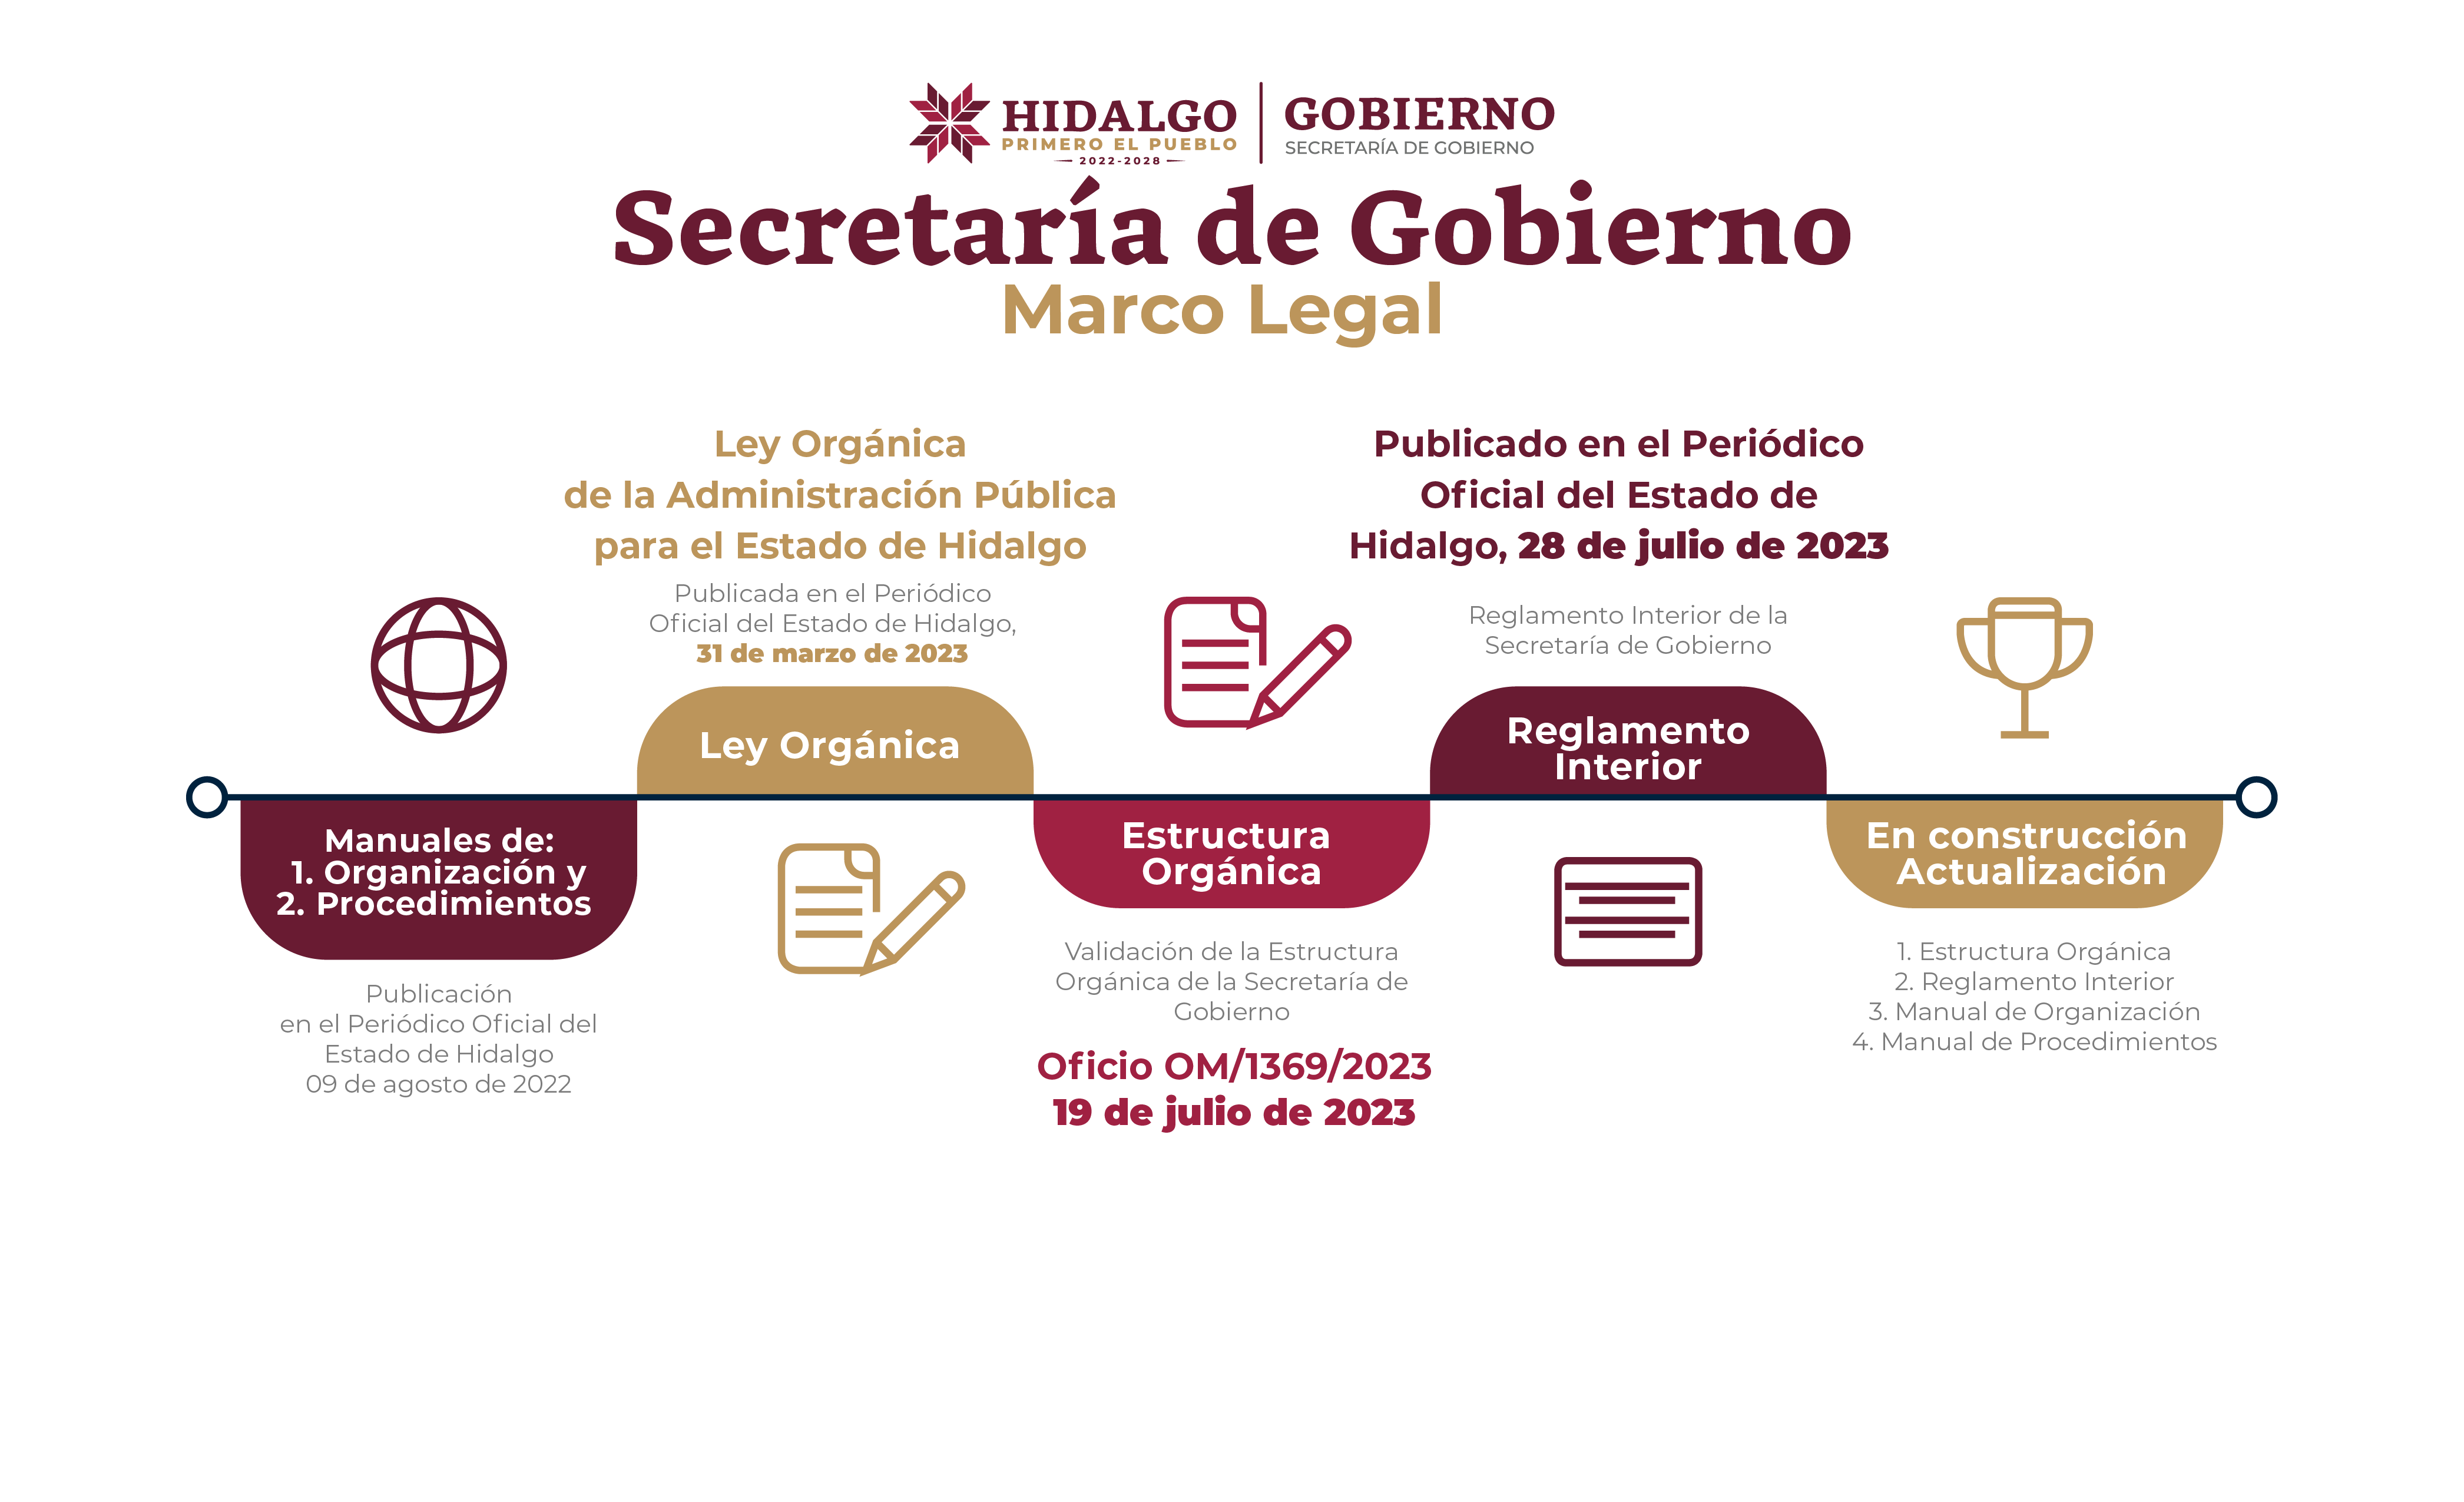 HIDALGO
PRIMERO EL PUEBLO
2022-2028
GOBIERNO
SECRETARÍA DE GOBIERNO
Secretaría de Gobierno
Marco Legal
Manuales de:
1. Organización y
2. Procedimientos
Publicación
en el Periódico Oficial del
Estado de Hidalgo
09 de agosto de 2022
Ley Orgánica
de la Administración Pública
para el Estado de Hidalgo
Publicada en el Periódico
Oficial del Estado de Hidalgo,
31 de marzo de 2023
Ley Orgánica
Estructura
Orgánica
Validación de la Estructura
Orgánica de la Secretaría de
Gobierno
Oficio OM/1369/2023
19 de julio de 2023
Publicado en el Periódico
Oficial del Estado de
Hidalgo, 28 de julio de 2023
Reglamento Interior de la
Secretaría de Gobierno
Reglamento
Interior
En construcción
Actualización
1. Estructura Orgánica
2. Reglamento Interior
3. Manual de Organización
4. Manual de Procedimientos